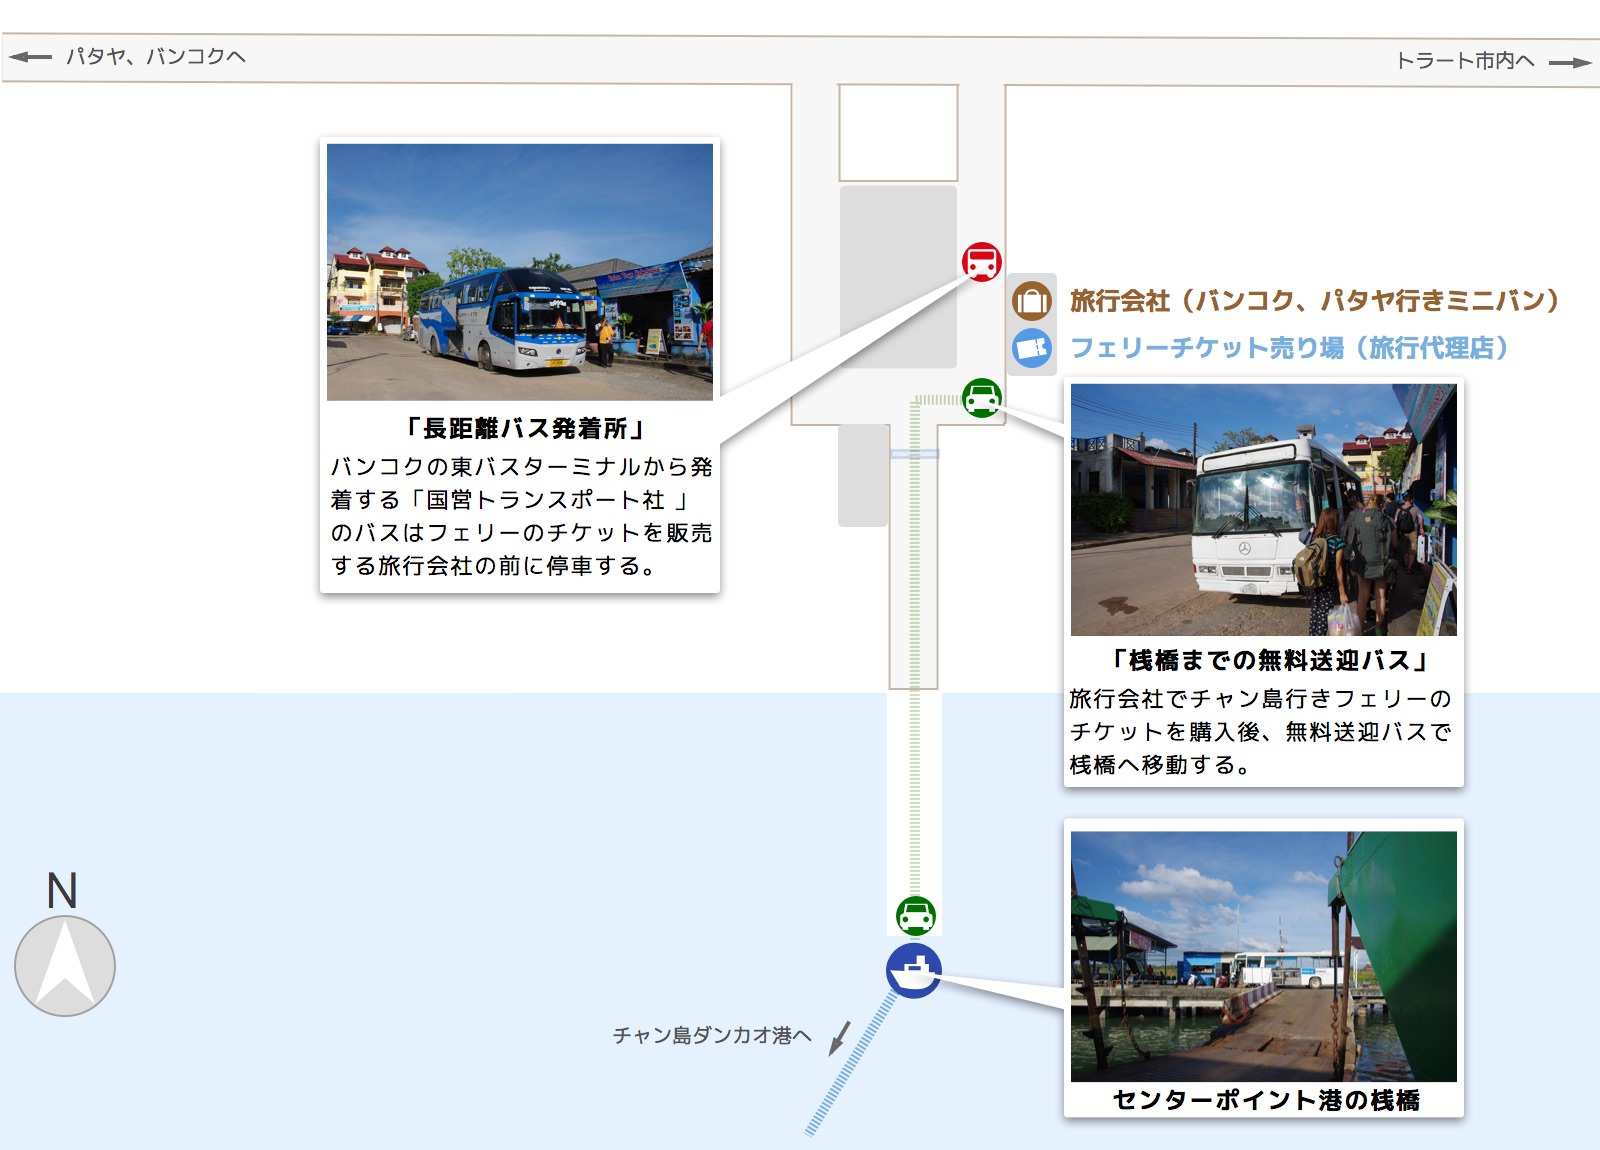 パタヤ、バンコクへ
トラート市内へ
「長距離バス発着所」
バンコクの東バスターミナルから発
着する「国営トランスポート社 」
のバスはフェリーのチケットを販売
する旅行会社の前に停車する。
旅行会社（バンコク、パタヤ行きミニバン）
フェリーチケット売り場（旅行代理店）
「桟橋までの無料送迎バス」
旅行会社でチャン島行きフェリーの
チケットを購入後、無料送迎バスで
桟橋へ移動する。
N
チャン島ダンカオ港へ
センターポイント港の桟橋